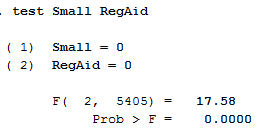 . test Small RegAid
( 1) Small = 0
( 2) RegAid = 0
F( 2, 5405) = 17.58
Prob > F = 0.0000